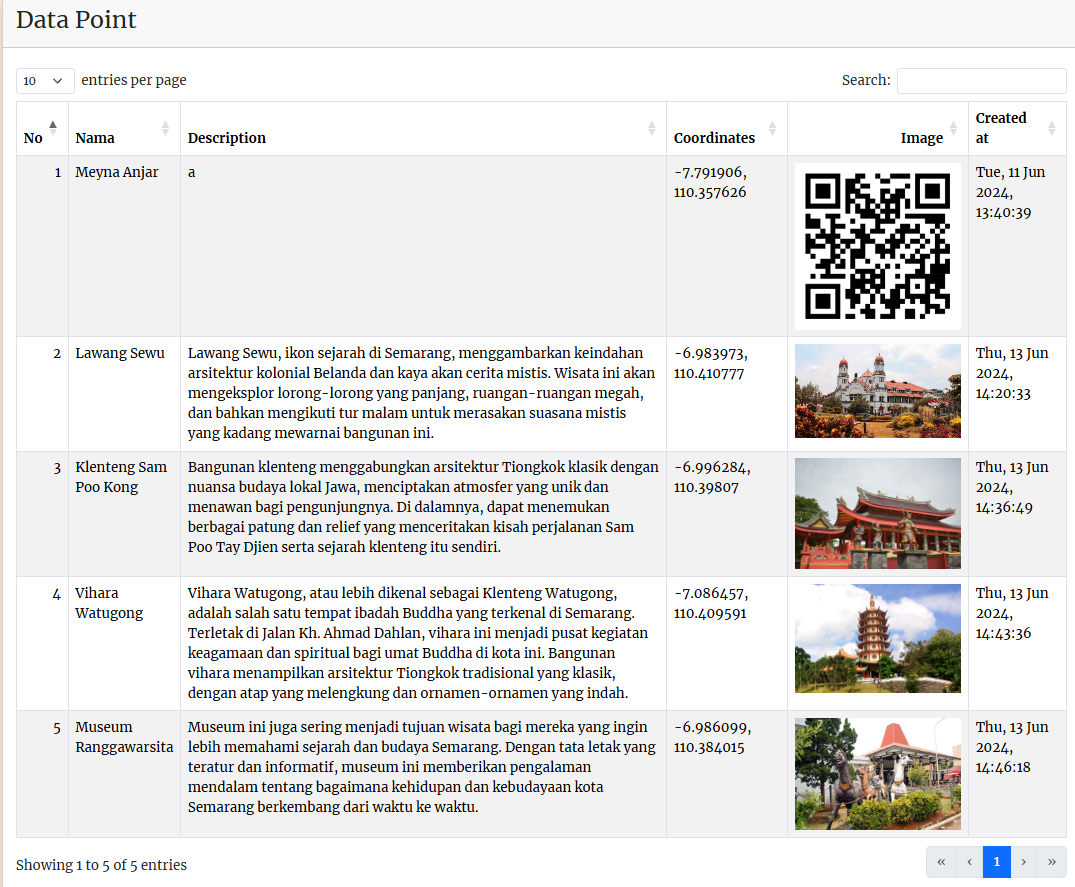 Data Point
10 entries per page
Search:
No Nama Description Coordinates Image Created
at
1 Meyna Anjar a -7.791906, Tue, 11 Jun
110.357626 2024,
13:40:39
2 Lawang Sewu Lawang Sewu, ikon sejarah di Semarang, menggambarkan keindahan -6.983973, Thu, 13 Jun
arsitektur kolonial Belanda dan kaya akan cerita mistis. Wisata ini akan 110.410777 2024,
mengeksplor lorong-lorong yang panjang, ruangan-ruangan megah, 14:20:33
dan bahkan mengikuti tur malam untuk merasakan suasana mistis
yang kadang mewarnai bangunan ini.
3 Klenteng Sam Bangunan klenteng menggabungkan arsitektur Tiongkok klasik dengan -6.996284, Thu, 13 Jun
Poo Kong nuansa budaya lokal Jawa, menciptakan atmosfer yang unik dan 110.39807 2024,
menawan bagi pengunjungnya. Di dalamnya, dapat menemukan 14:36:49
berbagai patung dan relief yang menceritakan kisah perjalanan Sam
Poo Tay Djien serta sejarah klenteng itu sendiri.
4 Vihara Vihara Watugong, atau lebih dikenal sebagai Klenteng Watugong, -7.086457, Thu, 13 Jun
Watugong adalah salah satu tempat ibadah Buddha yang terkenal di Semarang. 110.409591 2024,
Terletak di Jalan Kh. Ahmad Dahlan, vihara ini menjadi pusat kegiatan 14:43:36
keagamaan dan spiritual bagi umat Buddha di kota ini. Bangunan
vihara menampilkan arsitektur Tiongkok tradisional yang klasik,
dengan atap yang melengkung dan ornamen-ornamen yang indah.
5 Museum Museum ini juga sering menjadi tujuan wisata bagi mereka yang ingin -6.986099, Thu, 13 Jun
Ranggawarsita lebih memahami sejarah dan budaya Semarang. Dengan tata letak yang 110.384015 2024,
teratur dan informatif, museum ini memberikan pengalaman 14:46:18
mendalam tentang bagaimana kehidupan dan kebudayaan kota
Semarang berkembang dari waktu ke waktu.
Showing 1 to 5 of 5 entries
« ‹ 1 › »